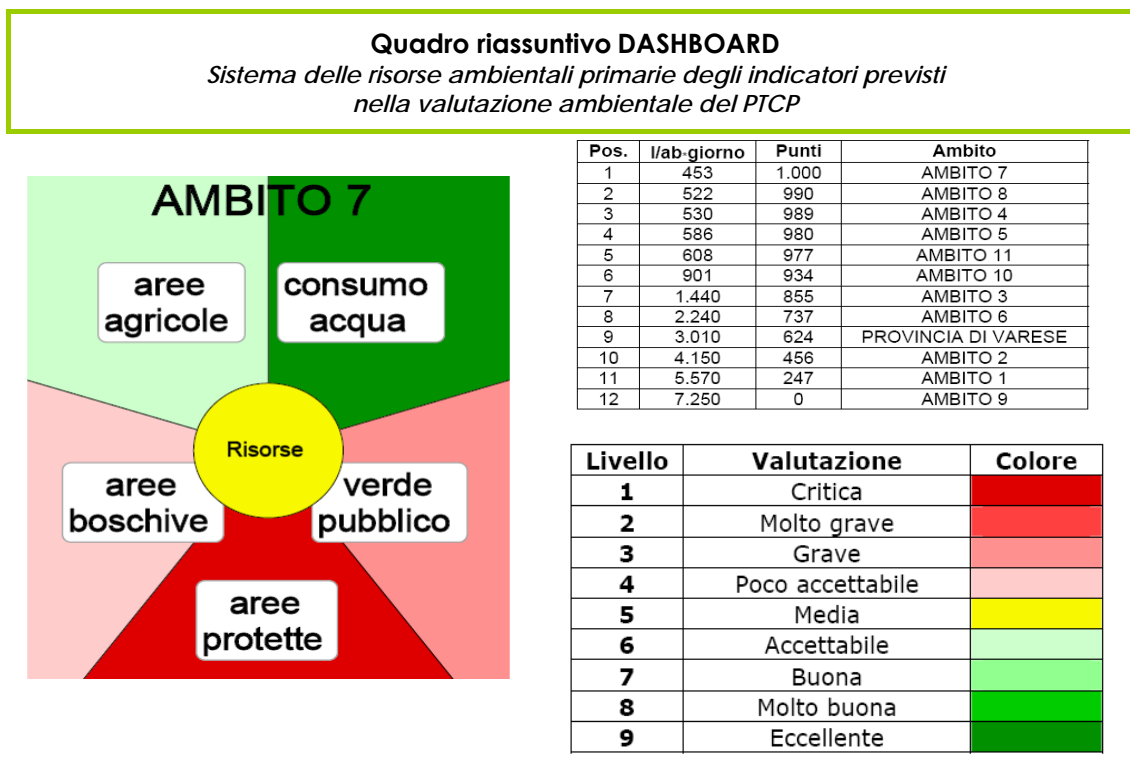 Quadro riassuntivo DASHBOARD
Sistema delle risorse ambientali primarie degli indicatori previsti
nella valutazione ambientale del PTCP
AMBITO 7
aree
agricole
consumo
acqua
Risorse
aree
boschive
verde
pubblico
aree
protette
Pos. l/ab-giorno Punti Ambito
1 453 1.000 AMBITO 7
2 522 990 AMBITO 8
3 530 989 AMBITO 4
4 586 980 AMBITO 5
5 608 977 AMBITO 11
6 901 934 AMBITO 10
7 1.440 855 AMBITO 3
8 2.240 737 AMBITO 6
9 3.010 624 PROVINCIA DI VARESE
10 4.150 456 AMBITO 2
11 5.570 247 AMBITO 1
12 7.250 0 AMBITO 9
Livello Valutazione Colore
1 Critica
2 Molto grave
3 Grave
4 Poco accettabile
5 Media
6 Accettabile
7 Buona
8 Molto buona
9 Eccellente